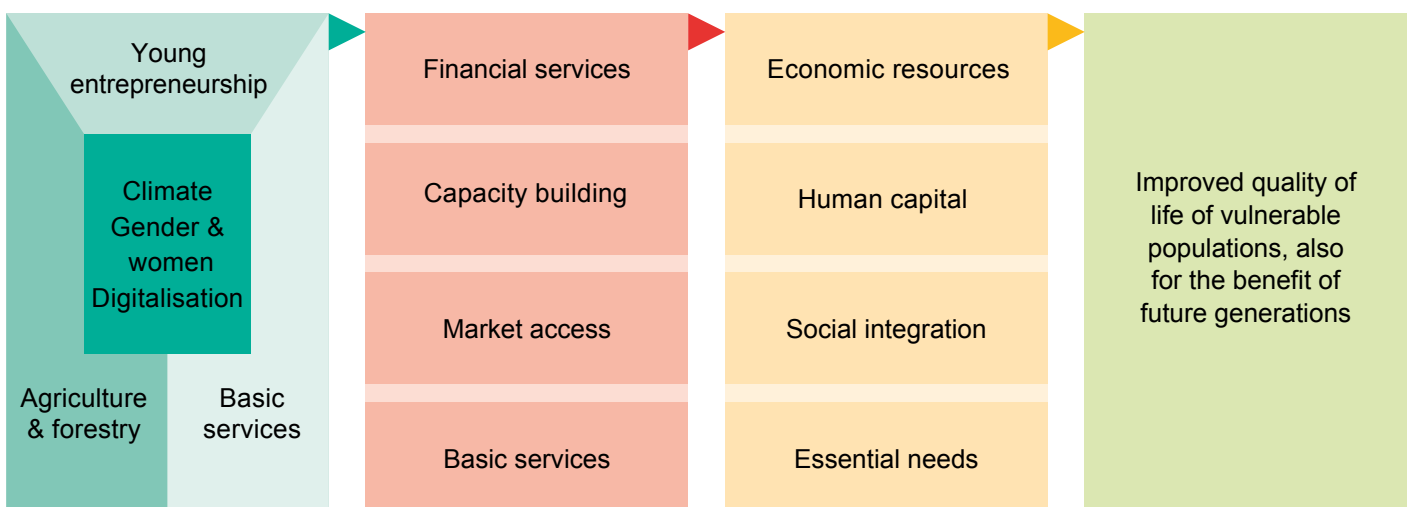 Young
entrepreneurship
Climate
Gender &
women
Digitalisation
Agriculture
& forestry
Basic
services
Financial services
Capacity building
Market access
Basic services
Economic resources
Human capital
Social integration
Essential needs
Improved quality of
life of vulnerable
populations, also
for the benefit of
future generations